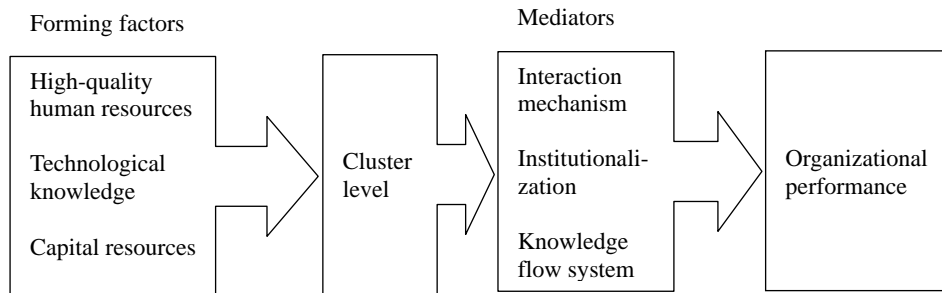 Forming factors
High-quality
human resources
Technological
knowledge
Capital resources
Cluster
level
Mediators
Interaction
mechanism
Institutionali-
zation
Knowledge
flow system
Organizational
performance